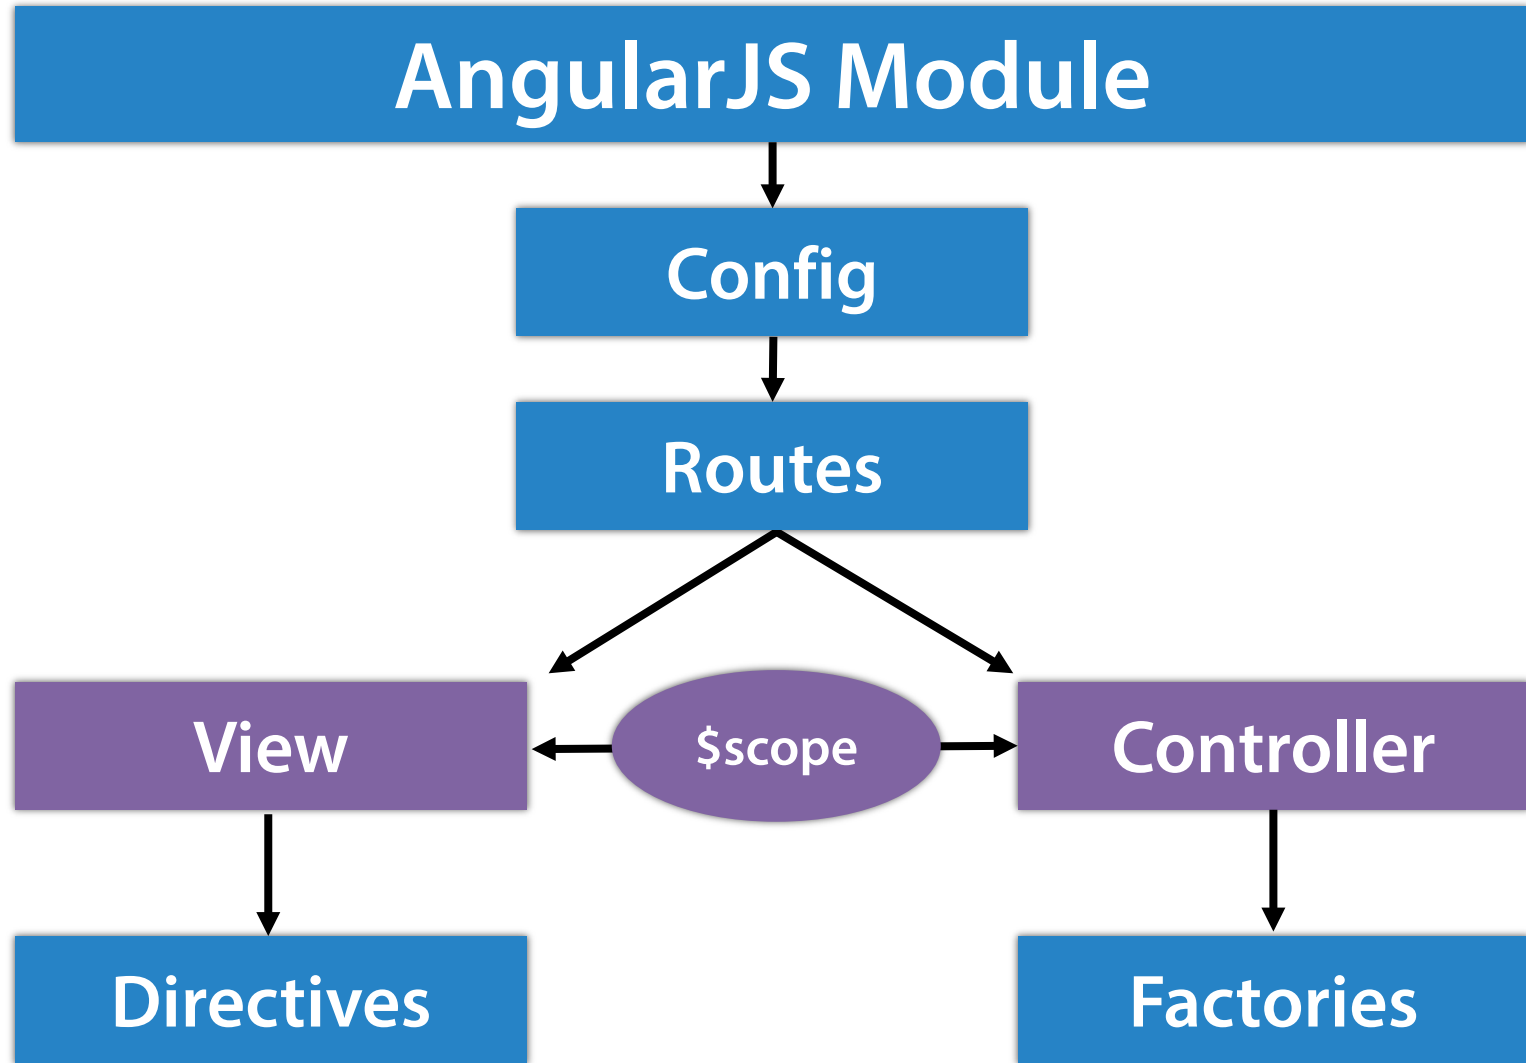 AngularJS Module
Config
Routes
View
$scope
Controller
Directives
Factories